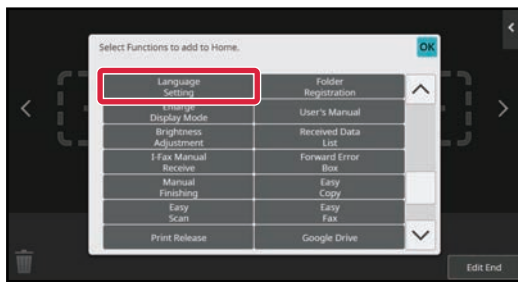 Select Functions to add to Home.
OK
Language
Setting
Folder
Registration
Enlarge
Display Mode
User's Manual
Brightness
Adjustment
Received Data
List
I-Fax Manual
Receive
Forward Error
Box
Manual
Finishing
Easy
Copy
Easy
Scan
Easy
Fax
Print Release
Google Drive
Edit End